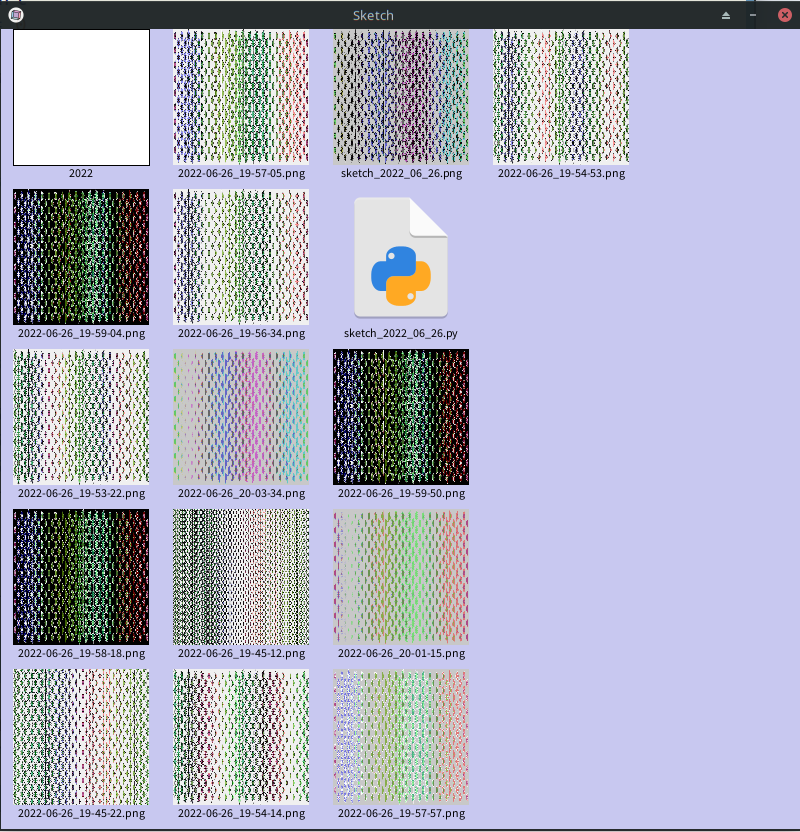 Sketch
2022
2022-06-26_19-57-05.png
sketch_2022_06_26.png
2022-06-26_19-54-53.png
2022-06-26_19-59-04.png
2022-06-26_19-56-34.png
sketch_2022_06_26.py
2022-06-26_19-53-22.png
2022-06-26_20-03-34.png
2022-06-26_19-59-50.png
2022-06-26_19-58-18.png
2022-06-26_19-45-12.png
2022-06-26_20-01-15.png
2022-06-26_19-45-22.png
2022-06-26_19-54-14.png
2022-06-26_19-57-57.png